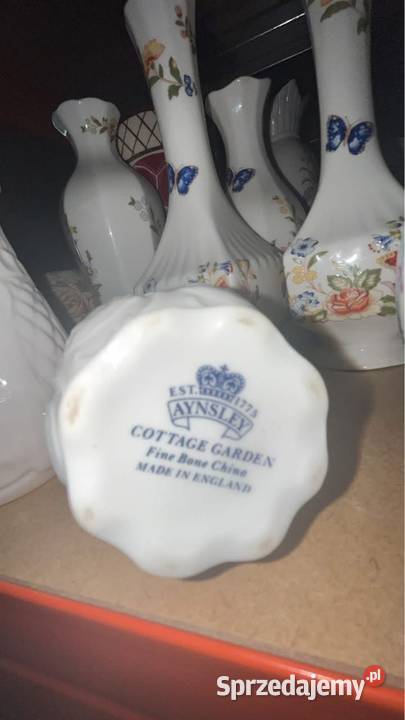 EST. 1775
AYNSLEY
COTTAGE GARDEN
Fine Bone China
MADE IN ENGLAND
Sprzedajemy.pl